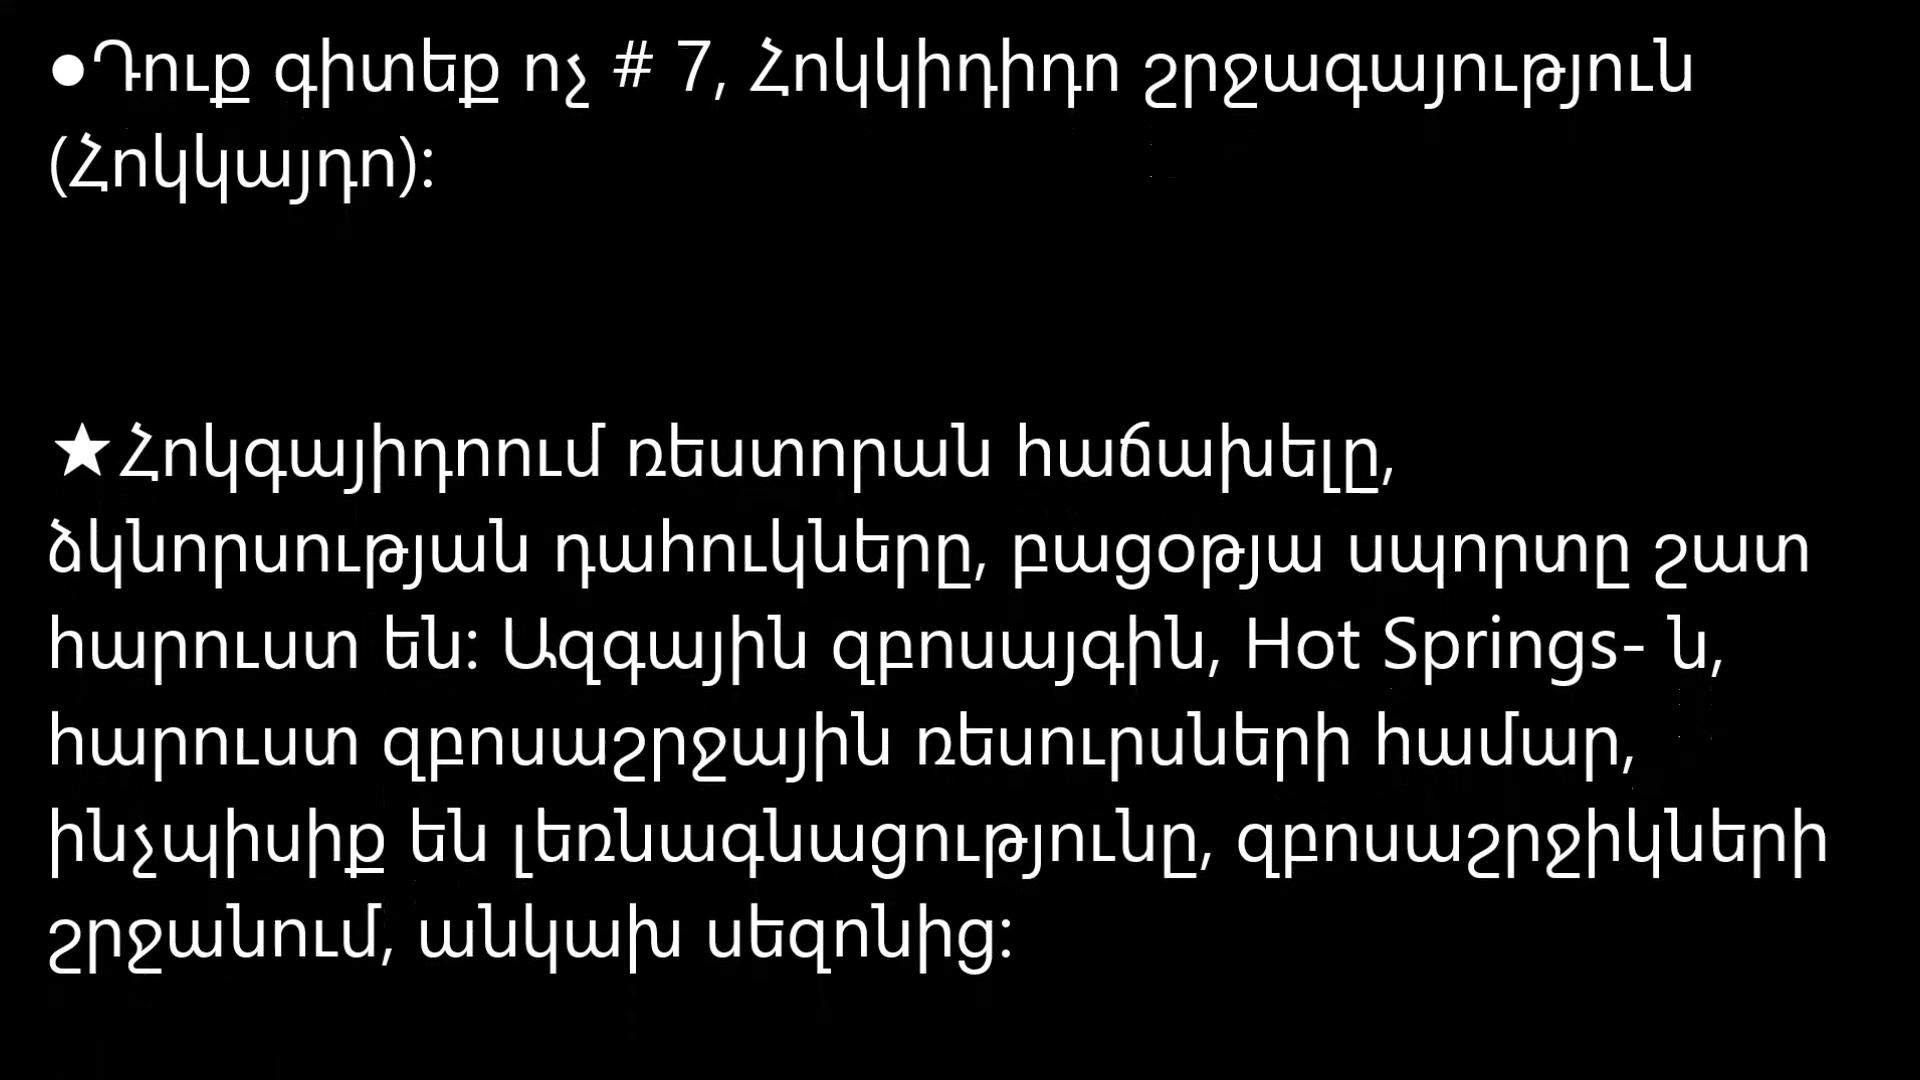 ●Դուք գիտեք ոչ # 7, Հոկկիդիդո շրջագայություն
(Հոկկայդո):
★Հոկգայիդոում ռեստորան հաճախելը,
ձկնորսության դահուկները, բացօթյա սպորտը շատ
հարուստ են: Ազգային զբոսայգին, Hot Springs- ն,
հարուստ զբոսաշրջային ռեսուրսների համար,
ինչպիսիք են լեռնագնացությունը, զբոսաշրջիկների
շրջանում, անկախ սեզոնից: